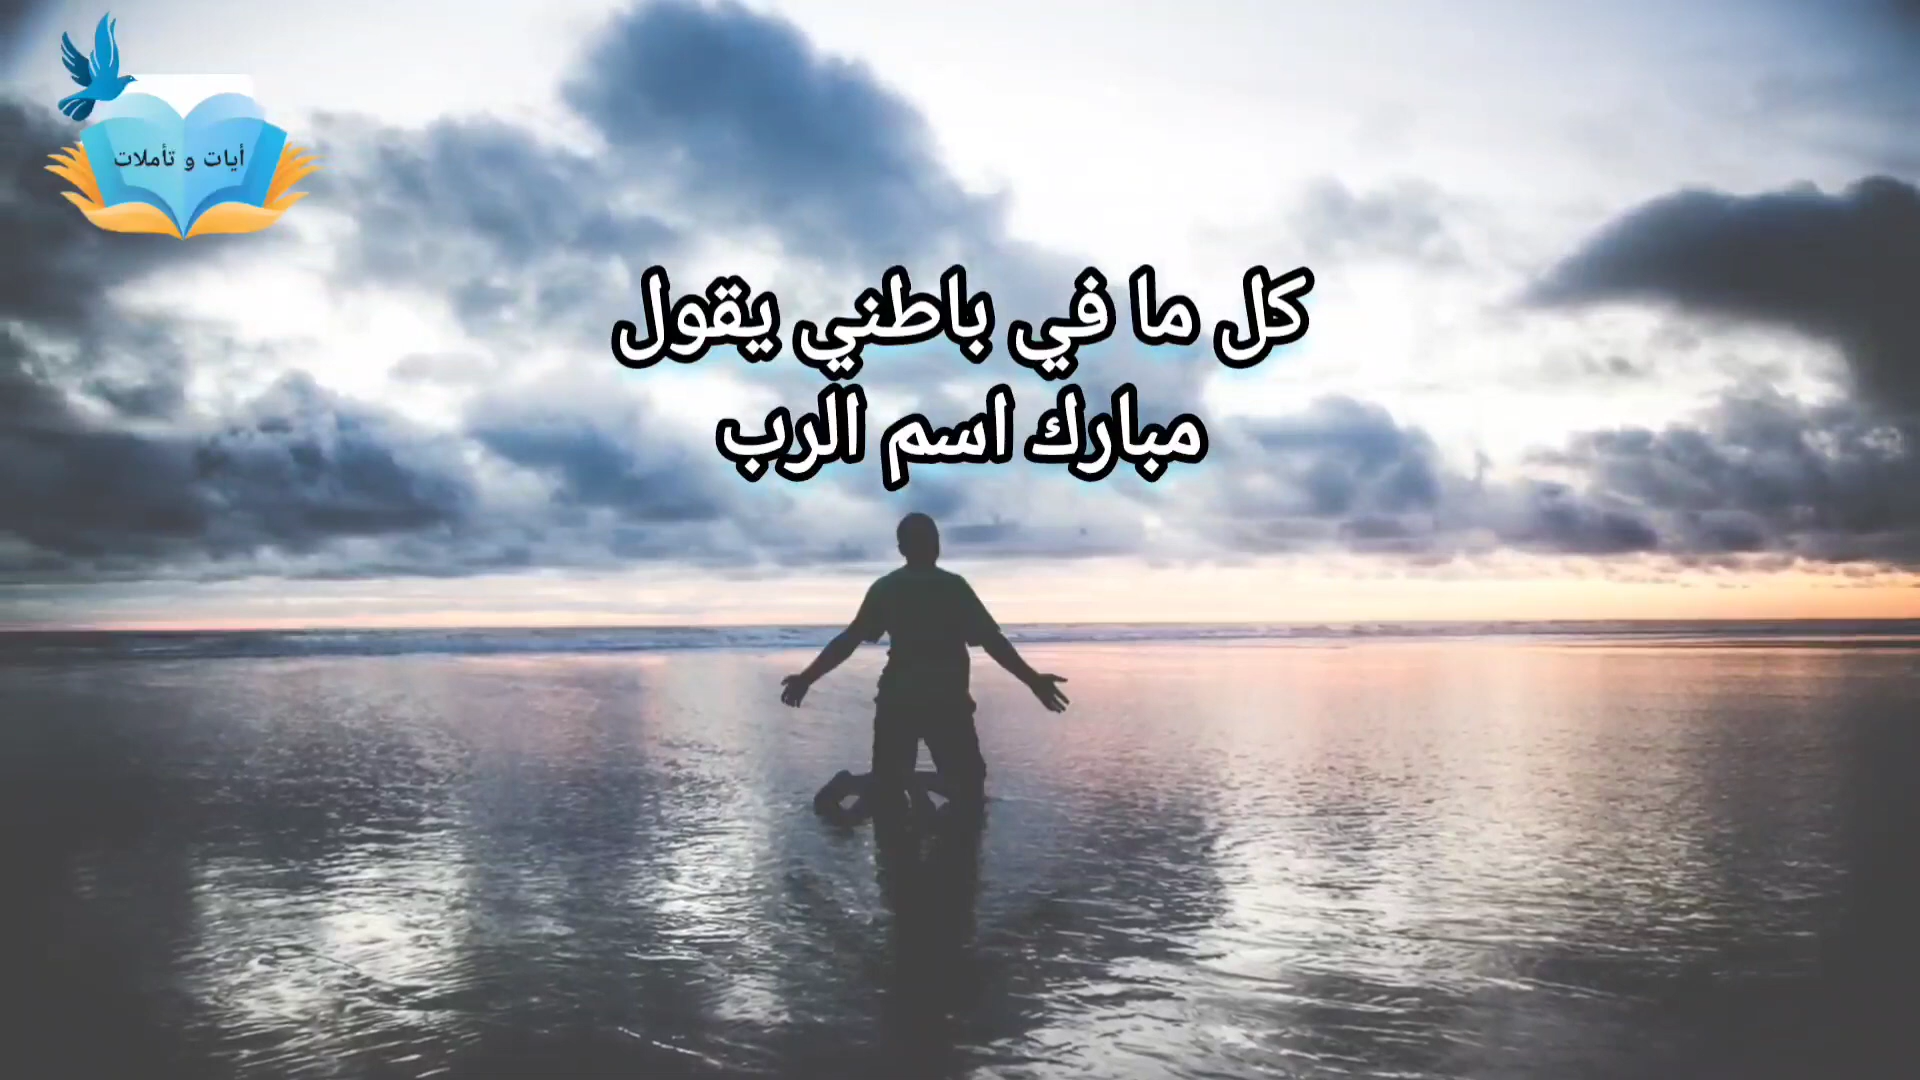 أيات و تأملات
كل ما في باطني يقول
مبارك اسم الرب